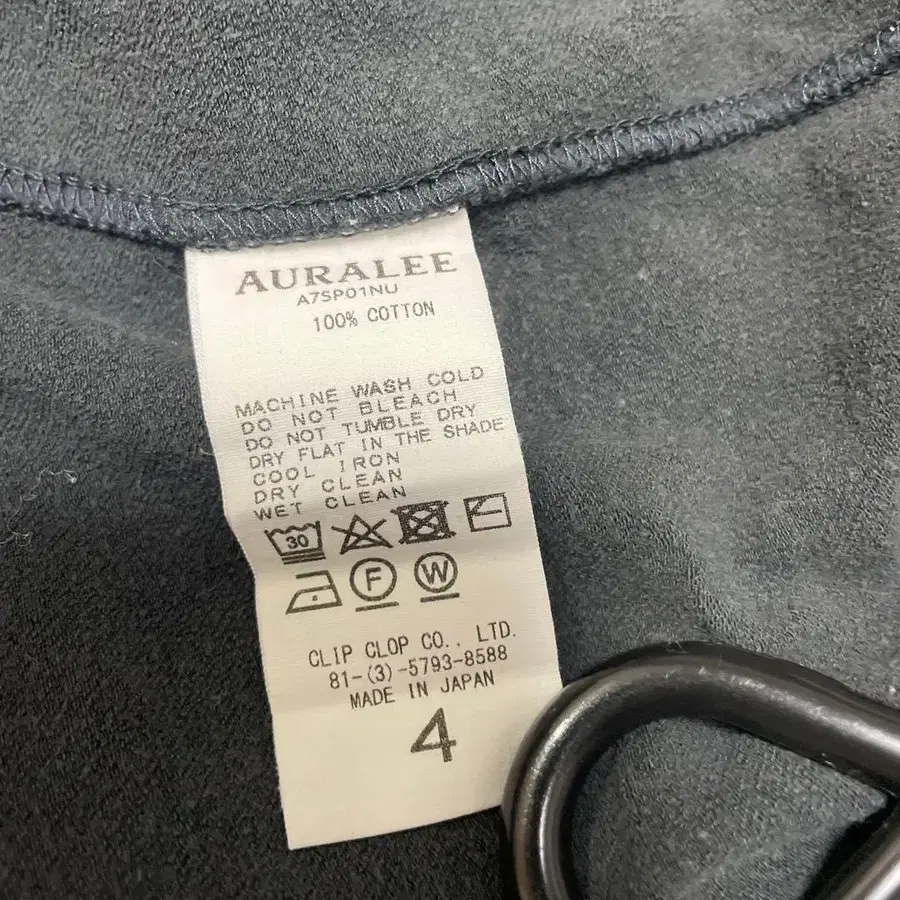 AURALEE
A7SP01NU
100% COTTON
MACHINE WASH COLD
DO NOT BLEACH
DO NOT TUMBLE DRY
DRY FLAT IN THE SHADE
COOL IRON
DRY CLEAN
WET CLEAN
30
F W
CLIP CLOP CO., LTD.
81-(3)-5793-8588
MADE IN JAPAN
4